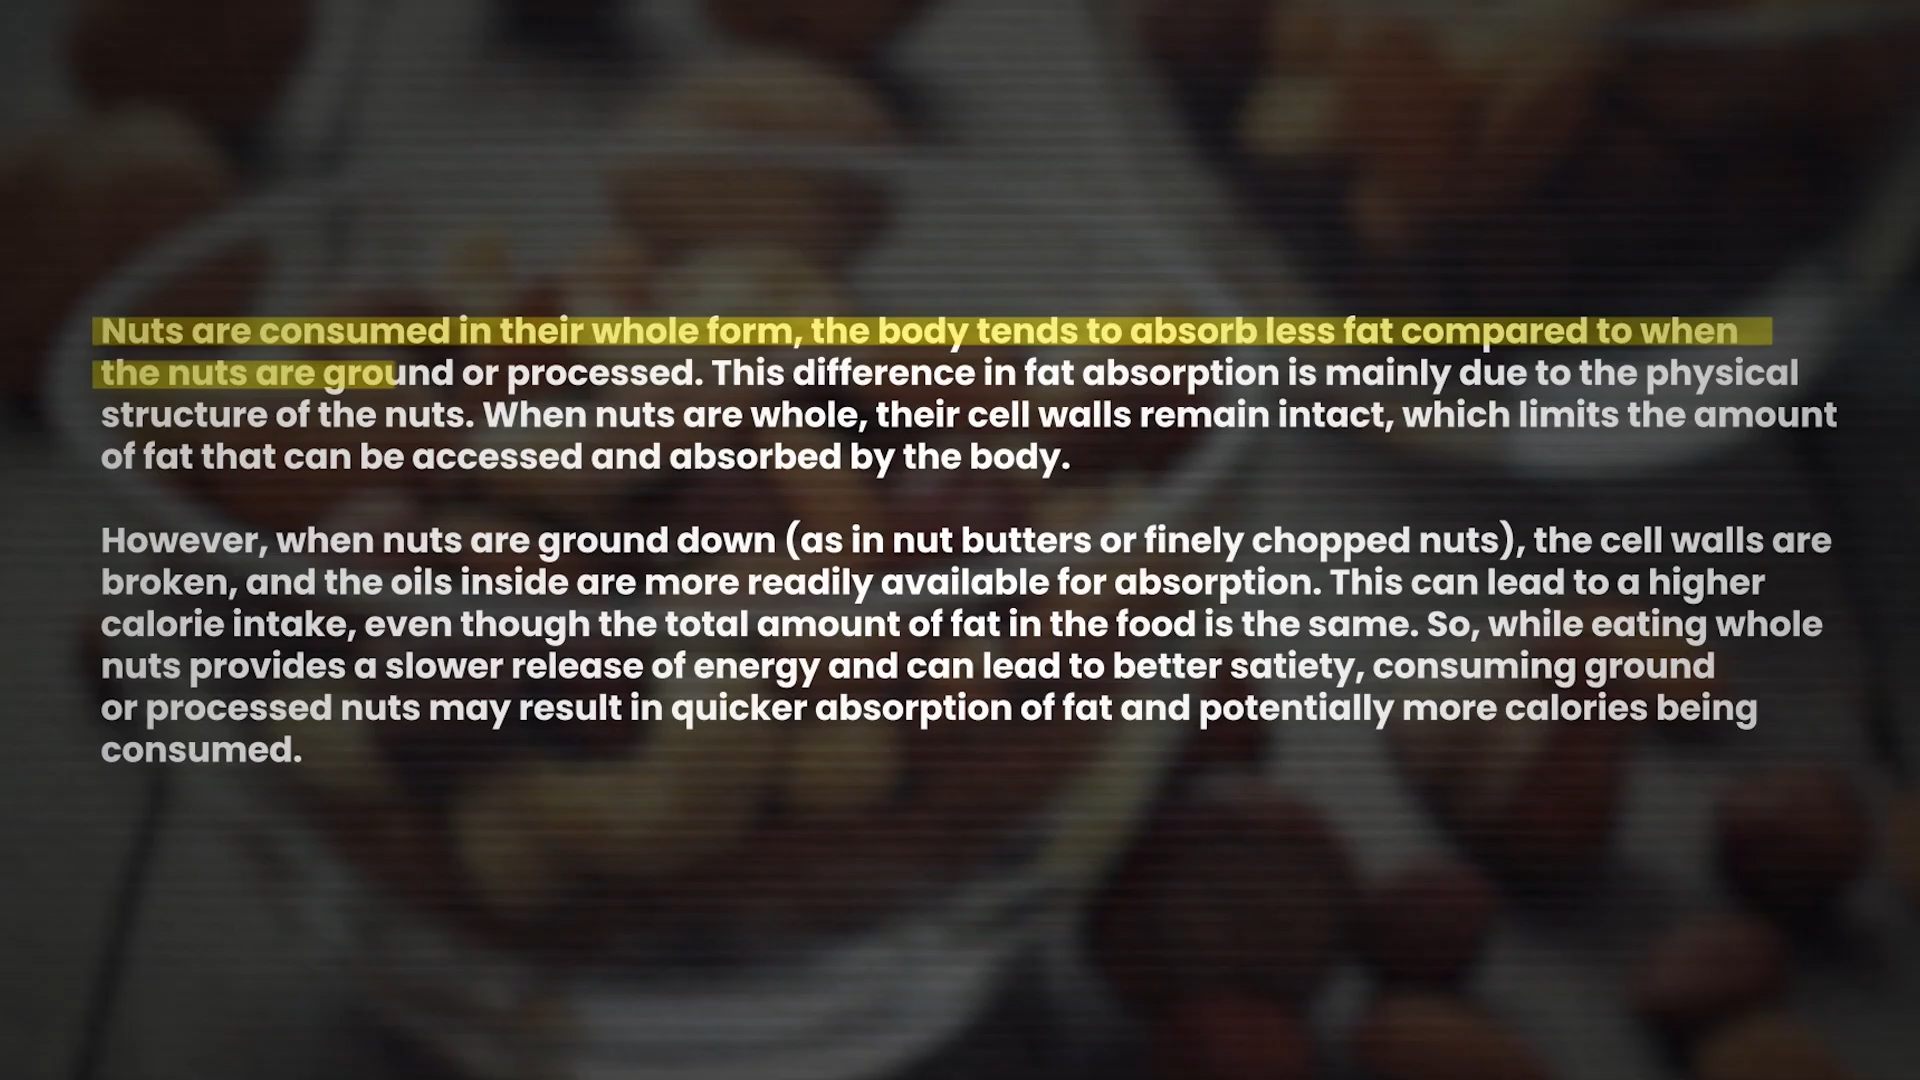 Nuts are consumed in their whole form, the body tends to absorb less fat compared to when
the nuts are ground or processed. This difference in fat absorption is mainly due to the physical
structure of the nuts. When nuts are whole, their cell walls remain intact, which limits the amount
of fat that can be accessed and absorbed by the body.
However, when nuts are ground down (as in nut butters or finely chopped nuts), the cell walls are
broken, and the oils inside are more readily available for absorption. This can lead to a higher
calorie intake, even though the total amount of fat in the food is the same. So, while eating whole
nuts provides a slower release of energy and can lead to better satiety, consuming ground
or processed nuts may result in quicker absorption of fat and potentially more calories being
consumed.